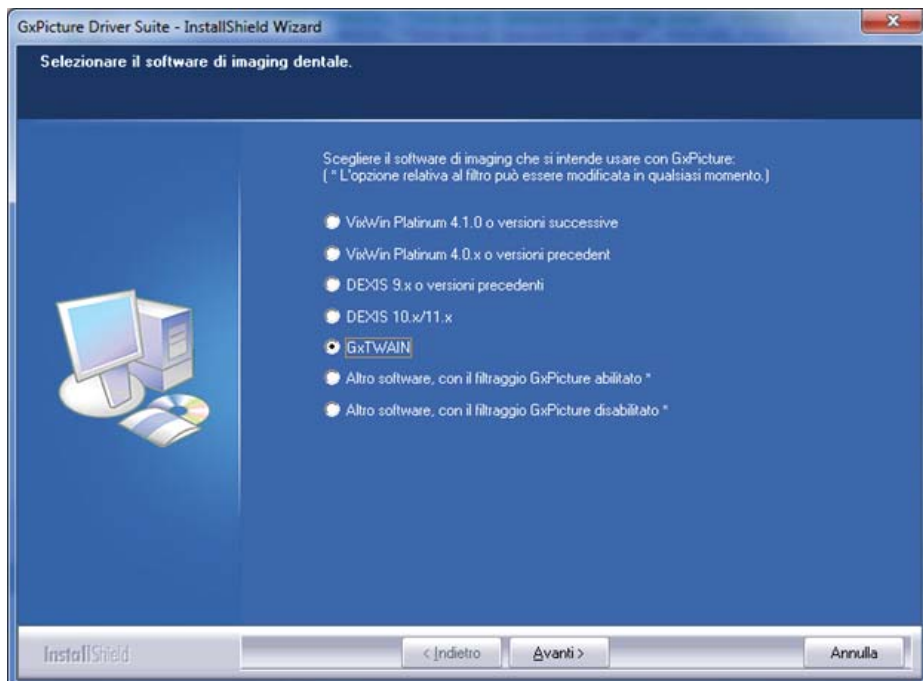 GxPicture Driver Suite - InstallShield Wizard
Selezionare il software di imaging dentale.
Scegliere il software di imaging che si intende usare con GxPicture:
( * L'opzione relativa al filtro può essere modificata in qualsiasi momento.)
VixWin Platinum 4.1.0 o versioni successive
VixWin Platinum 4.0.x o versioni precedent
DEXIS 9.x o versioni precedenti
DEXIS 10.x/11.x
GxTWAIN
Altro software, con il filtraggio GxPicture abilitato *
Altro software, con il filtraggio GxPicture disabilitato *
InstallShield
< Indietro
Avanti >
Annulla